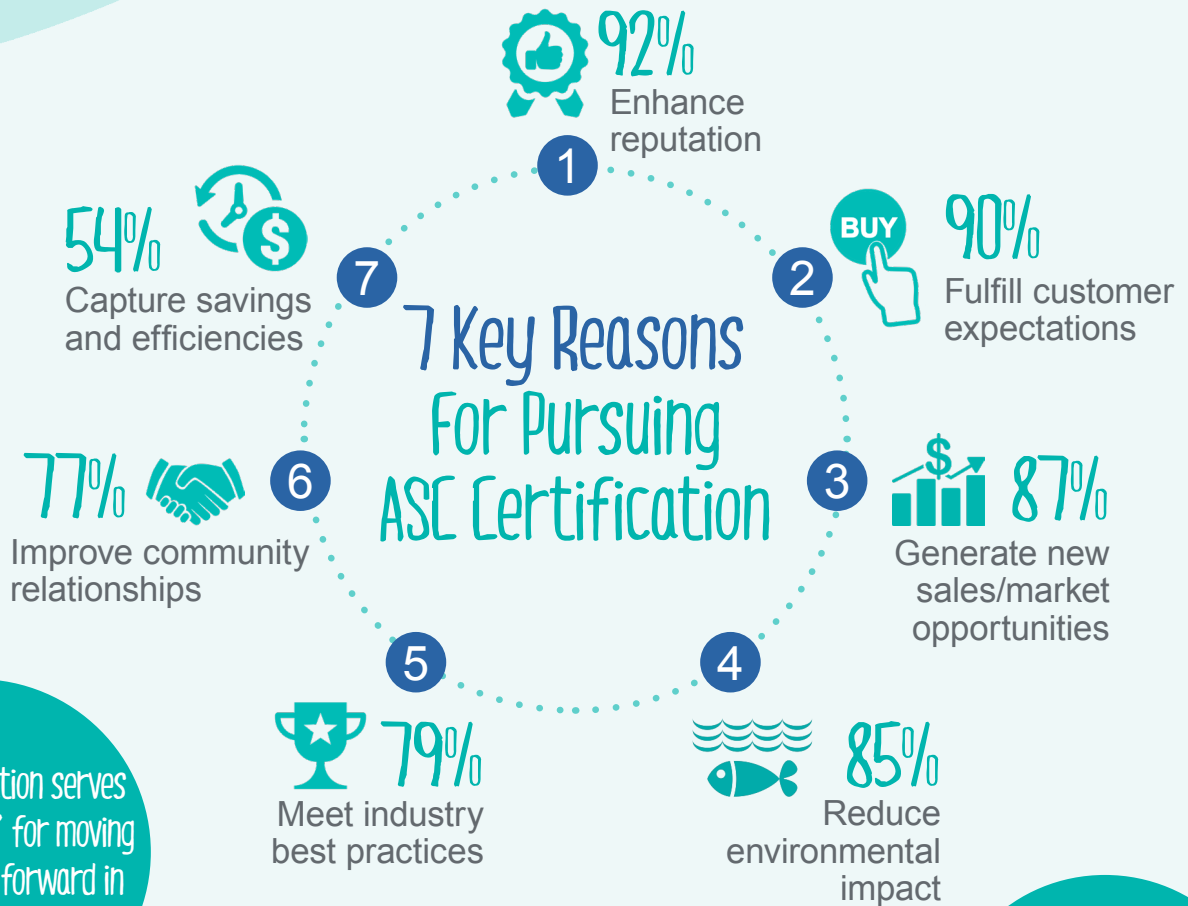 92%
Enhance
reputation
1
54%
$
Capture savings
and efficiencies
7
BUY
90%
Fulfill customer
expectations
2
7 Key Reasons
For Pursuing
ASC Certification
77%
Improve community
relationships
6
3
$
87%
Generate new
sales/market
opportunities
5
79%
Meet industry
best practices
4
85%
Reduce
environmental
impact
serves
for moving
forward in